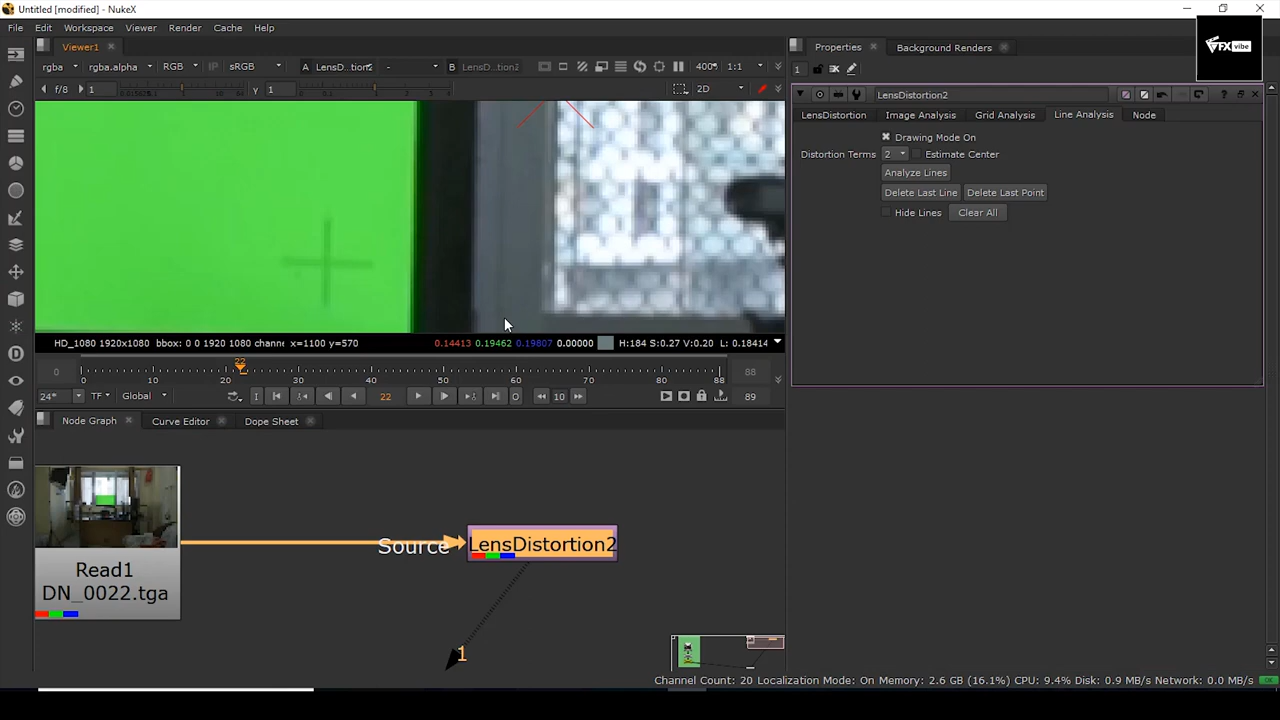 Untitled [modified] - NukeX
File Edit Workspace Viewer Render Cache Help
VFX vibe
Viewer1
Properties Background Renders
rgba rgba.alpha RGB IP sRGB A LensD...tion2 - B LensD...tion2 400% 1:1
1
f/8 1 Y 1 2D
LensDistortion2
LensDistortion Image Analysis Grid Analysis Line Analysis Node
Drawing Mode On
Distortion Terms 2 Estimate Center
Analyze Lines
Delete Last Line Delete Last Point
Hide Lines Clear All
HD_1080 1920x1080 bbox: 0 0 1920 1080 channe x=1100 y=570 0.14413 0.19462 0.19807 0.00000 H:184 S:0.27 V:0.20 L: 0.18414
22
0 0 10 20 30 40 50 60 70 80 88 88
24* TF Global 22 10 89
Node Graph Curve Editor Dope Sheet
Source LensDistortion2
Read1
DN_0022.tga
1
Channel Count: 20 Localization Mode: On Memory: 2.6 GB (16.1%) CPU: 9.4% Disk: 0.9 MB/s Network: 0.0 MB/s